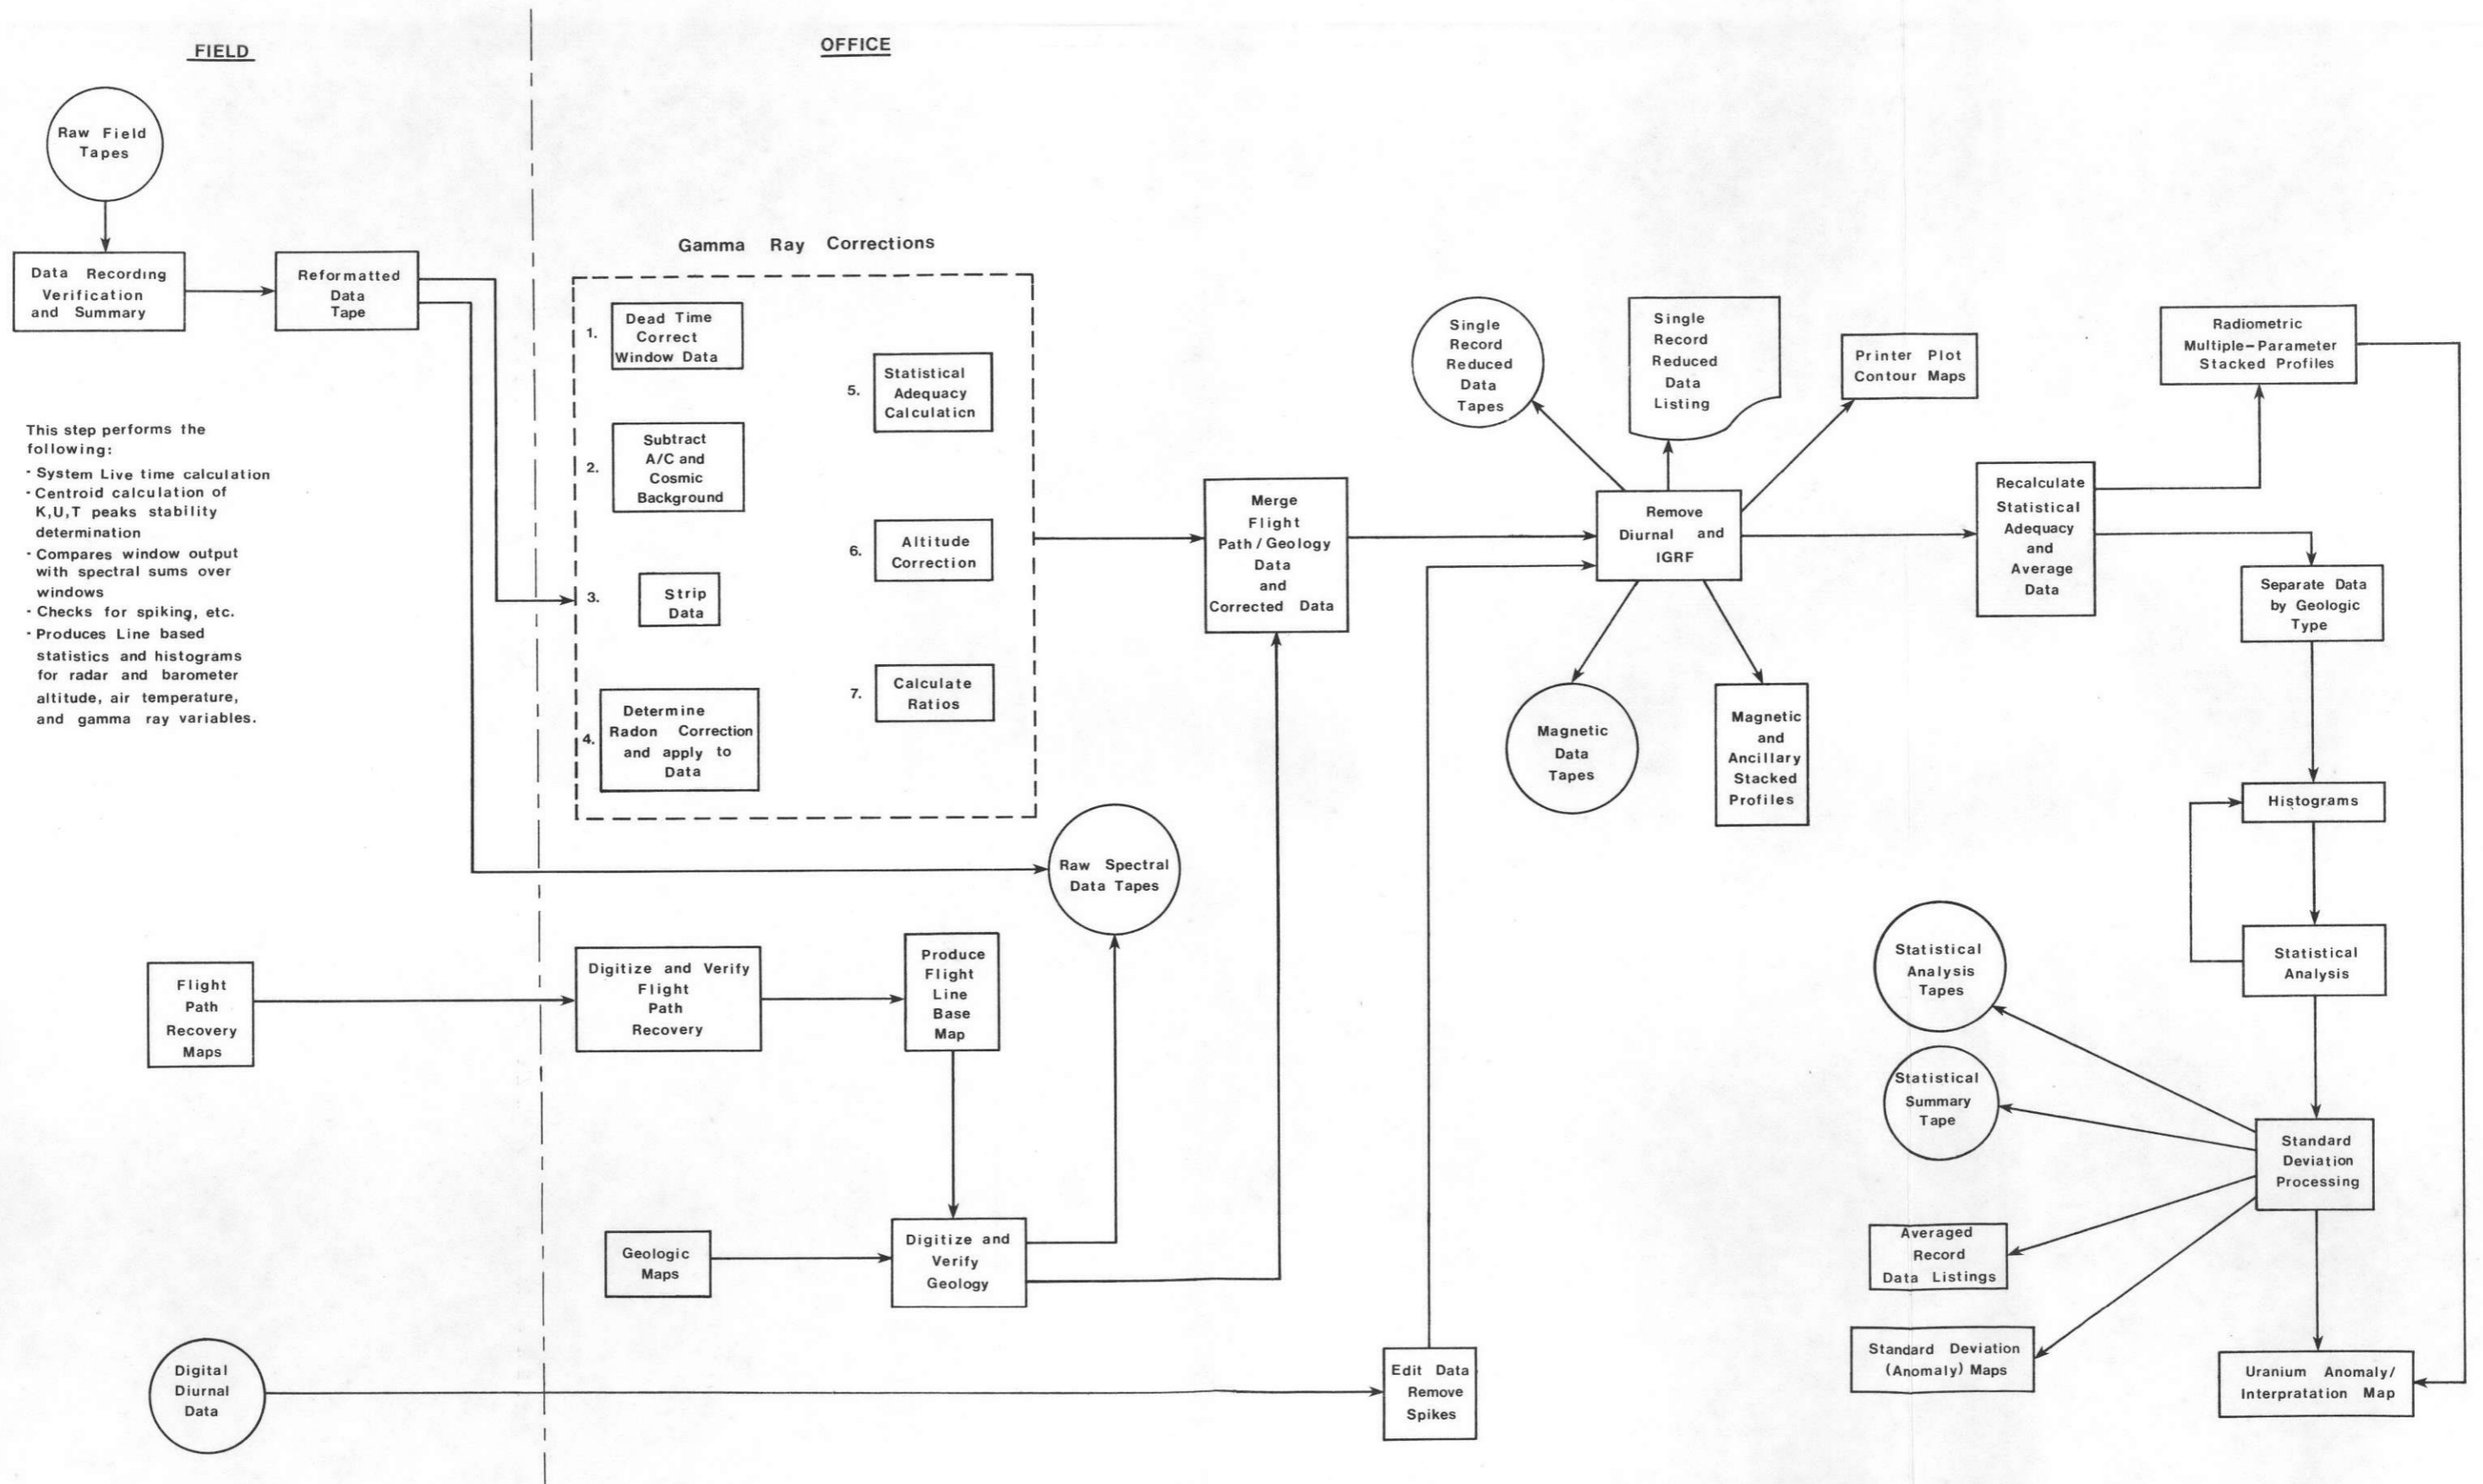 FIELD
OFFICE
Raw Field
Tapes
Data Recording
Verification
and Summary
Reformatted
Data
Tape
This step performs the
following:
- System Live time calculation
- Centroid calculation of
K,U,T peaks stability
determination
- Compares window output
with spectral sums over
windows
- Checks for spiking, etc.
- Produces Line based
statistics and histograms
for radar and barometer
altitude, air temperature,
and gamma ray variables.
Gamma Ray Corrections
1.
Dead Time
Correct
Window Data
2.
Subtract
A/C and
Cosmic
Background
3.
Strip
Data
4.
Determine
Radon Correction
and apply to
Data
5.
Statistical
Adequacy
Calculation
6.
Altitude
Correction
7.
Calculate
Ratios
Raw Spectral
Data Tapes
Flight
Path
Recovery
Maps
Digitize and Verify
Flight
Path
Recovery
Produce
Flight
Line
Base
Map
Geologic
Maps
Digitize and
Verify
Geology
Digital
Diurnal
Data
Edit Data
Remove
Spikes
Merge
Flight
Path/Geology
Data
and
Corrected Data
Single
Record
Reduced
Data
Tapes
Single
Record
Reduced
Data
Listing
Printer Plot
Contour Maps
Remove
Diurnal and
IGRF
Magnetic
Data
Tapes
Magnetic
and
Ancillary
Stacked
Profiles
Recalculate
Statistical
Adequacy
and
Average
Data
Radiometric
Multiple-Parameter
Stacked Profiles
Separate Data
by Geologic
Type
Histograms
Statistical
Analysis
Statistical
Analysis
Tapes
Statistical
Summary
Tape
Standard
Deviation
Processing
Averaged
Record
Data Listings
Standard Deviation
(Anomaly) Maps
Uranium Anomaly/
Interpratation Map